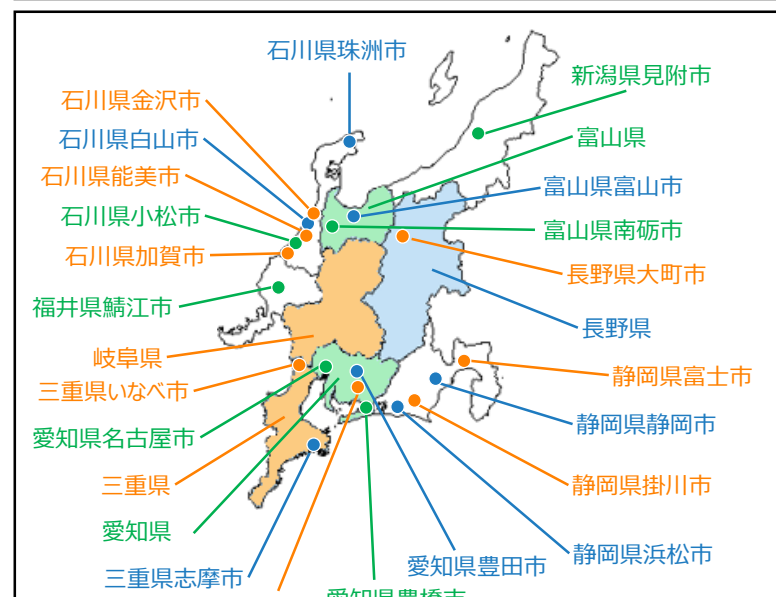 石川県珠洲市
新潟県見附市
石川県金沢市
石川県白山市
富山県
石川県能美市
富山県富山市
石川県小松市
富山県南砺市
石川県加賀市
長野県大町市
福井県鯖江市
長野県
岐阜県
静岡県富士市
三重県いなべ市
静岡県静岡市
愛知県名古屋市
三重県
静岡県掛川市
愛知県
静岡県浜松市
愛知県豊田市
三重県志摩市
愛知県豊橋市